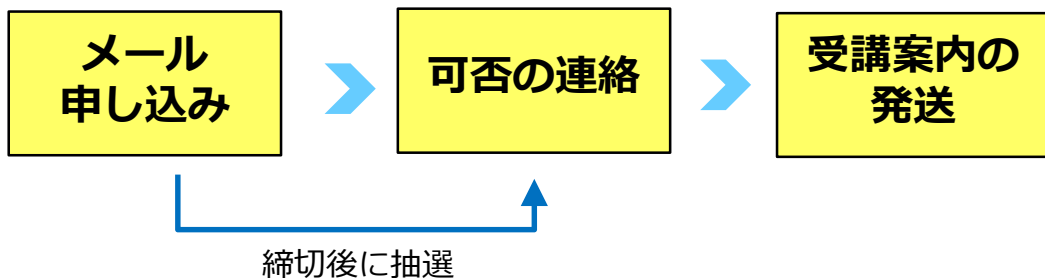 メール
申し込み
可否の連絡
受講案内の
発送
締切後に抽選